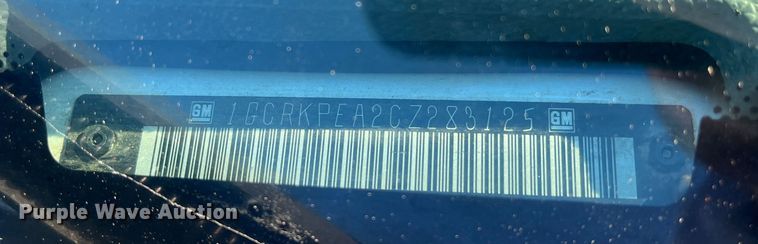 GM 1GCRKPEA2CZ283125 GM
Purple Wave Auction